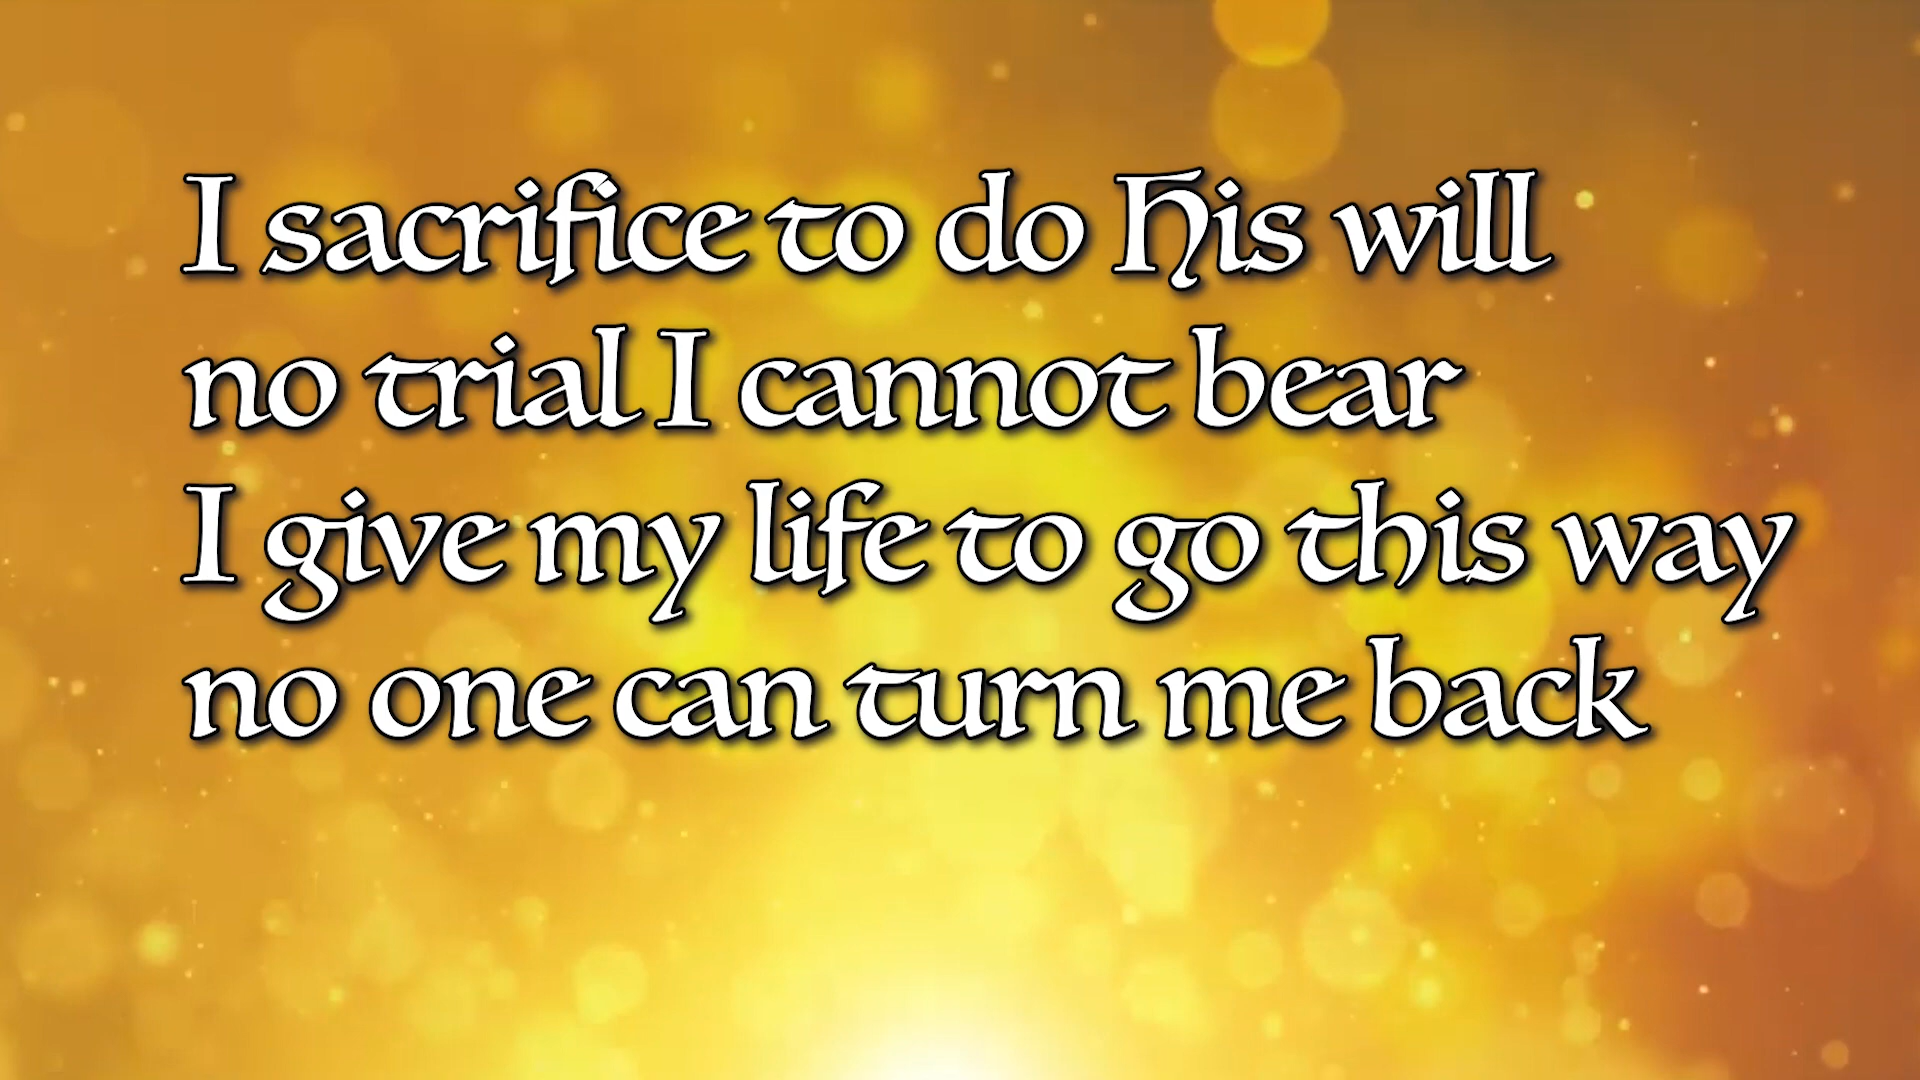 I sacrifice to do His will
no trial I cannot bear
I give my life to go this way
no one can turn me back